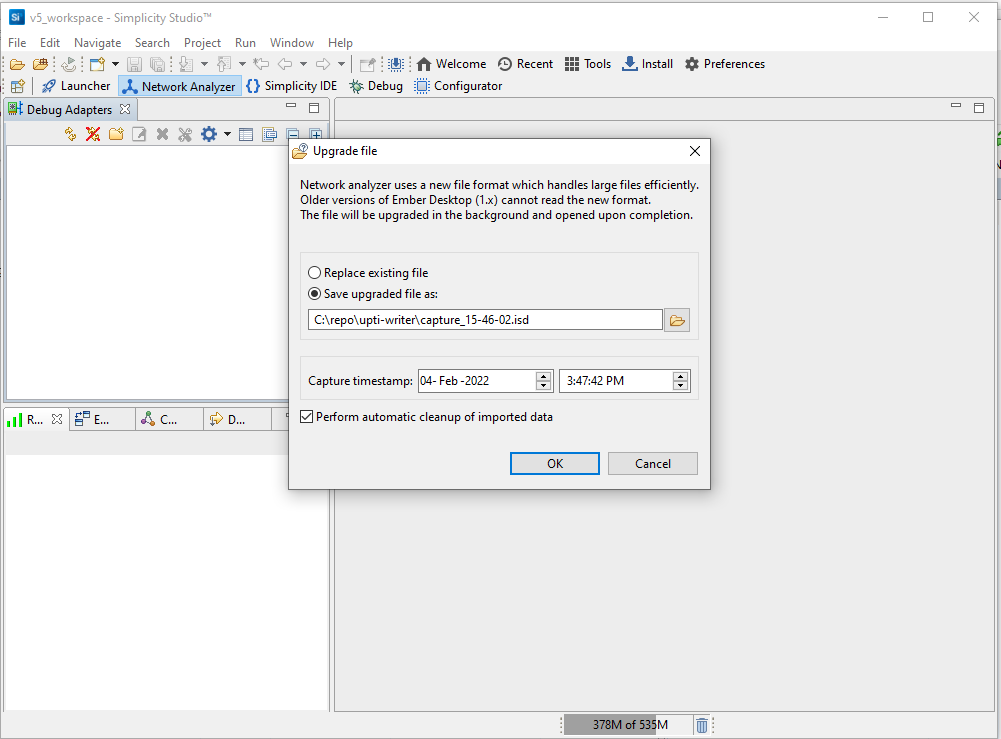 v5_workspace - Simplicity Studio™
File Edit Navigate Search Project Run Window Help
Welcome Recent Tools Install Preferences
Launcher Network Analyzer {} Simplicity IDE Debug Configurator
Debug Adapters
Upgrade file
Network analyzer uses a new file format which handles large files efficiently.
Older versions of Ember Desktop (1.x) cannot read the new format.
The file will be upgraded in the background and opened upon completion.
Replace existing file
Save upgraded file as:
C:\repo\upti-writer\capture_15-46-02.isd
Capture timestamp: 04- Feb -2022 3:47:42 PM
R... E... C... D...
Perform automatic cleanup of imported data
OK Cancel
378M of 535M